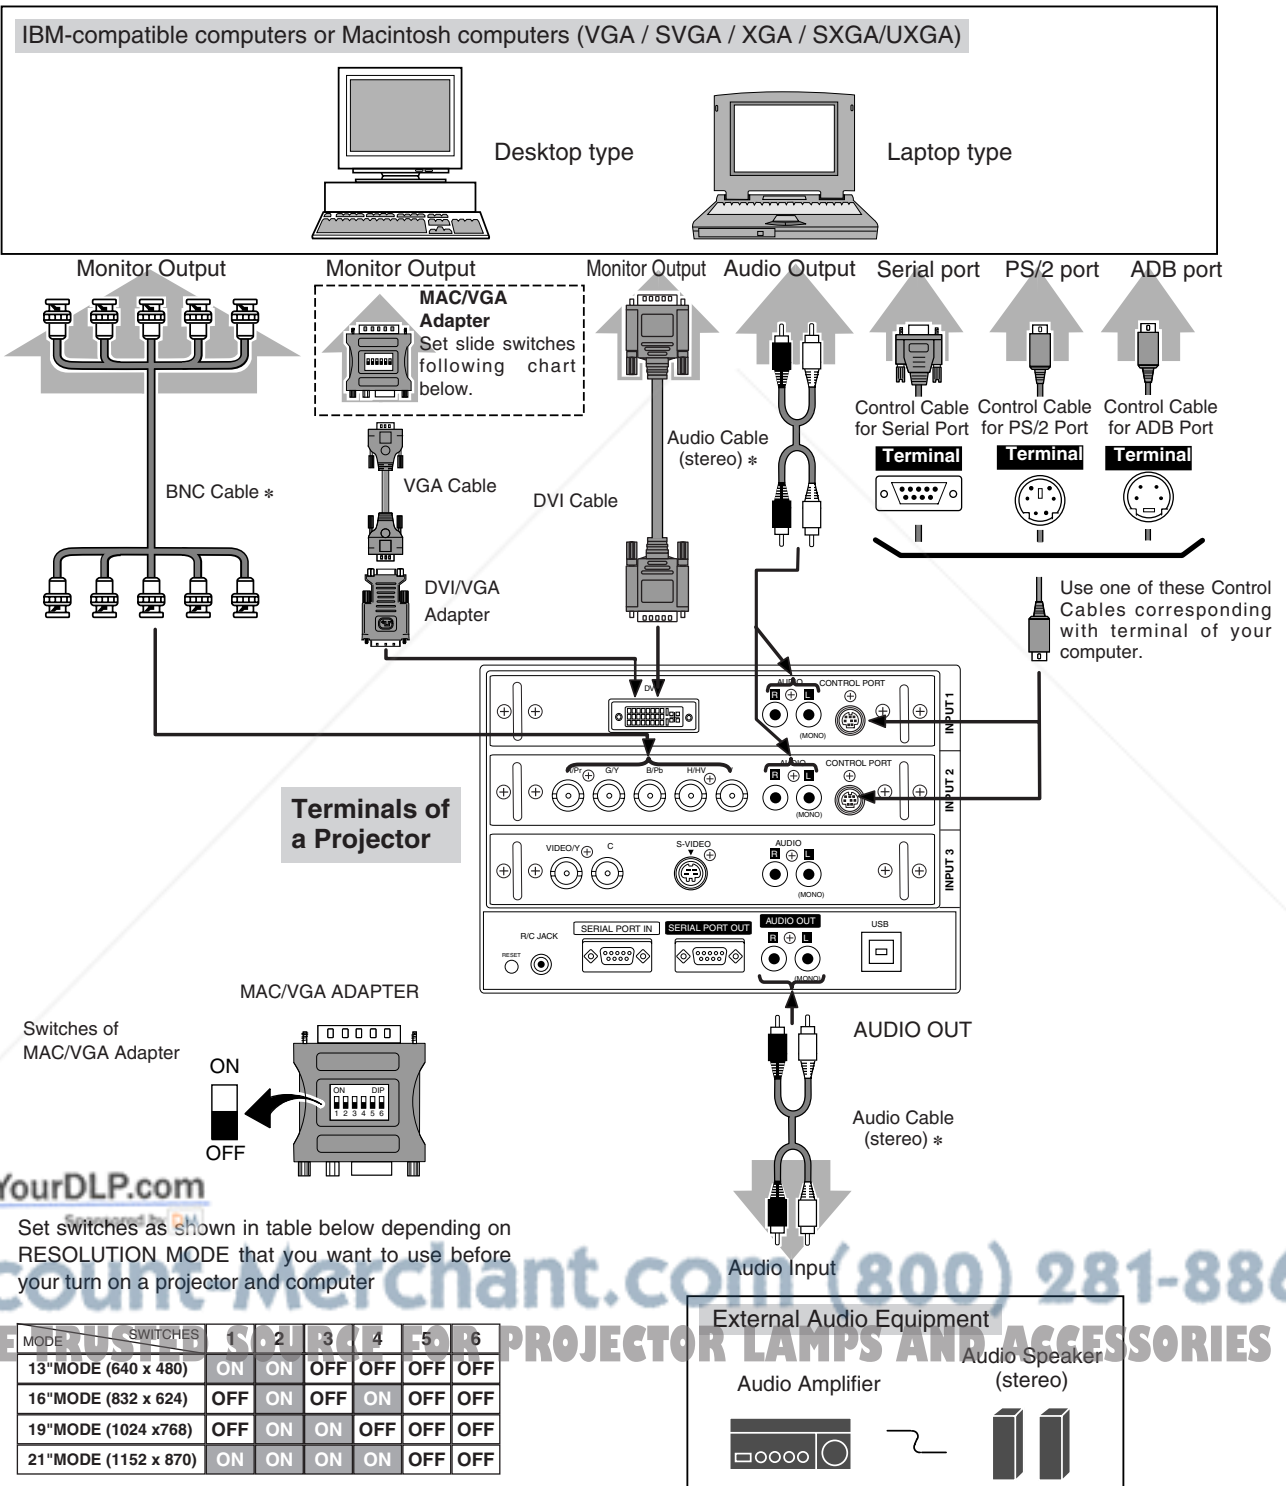 IBM-compatible computers or Macintosh computers (VGA / SVGA / XGA / SXGA/UXGA)
Desktop type
Laptop type
Monitor Output
Monitor Output
Monitor Output
Audio Output
Serial port
PS/2 port
ADB port
MAC/VGA
Adapter
Set slide switches
following chart
below.
Control Cable
for Serial Port
Control Cable
for PS/2 Port
Control Cable
for ADB Port
Terminal
Terminal
Terminal
Audio Cable
(stereo) *
BNC Cable *
VGA Cable
DVI Cable
DVI/VGA
Adapter
Use one of these Control
Cables corresponding
with terminal of your
computer.
AUDIO
CONTROL PORT
R
L
(MONO)
INPUT 1
G/Y
B/Pb
H/HV
AUDIO
CONTROL PORT
R
L
(MONO)
INPUT 2
Terminals of
a Projector
VIDEO/Y
C
S-VIDEO
AUDIO
R
L
(MONO)
INPUT 3
R/C JACK
SERIAL PORT IN
SERIAL PORT OUT
AUDIO OUT
USB
RESET
R
L
(MONO)
MAC/VGA ADAPTER
Switches of
MAC/VGA Adapter
ON
OFF
ON DIP
1 2 3 4 5 6
AUDIO OUT
Audio Cable
(stereo) *
YourDLP.com
Sponsored by
Set switches as shown in table below depending on
RESOLUTION MODE that you want to use before
your turn on a projector and computer
Audio Input
count-Merchant.com (800) 281-886
E TRUSTED SOURCE FOR PROJECTOR LAMPS AND ACCESSORIES
MODE SWITCHES 1 2 3 4 5 6
13"MODE (640 x 480) ON ON OFF OFF OFF OFF
16"MODE (832 x 624) OFF ON OFF ON OFF OFF
19"MODE (1024 x768) OFF ON ON OFF OFF OFF
21"MODE (1152 x 870) ON ON ON ON OFF OFF
External Audio Equipment
Audio Amplifier
Audio Speaker
(stereo)